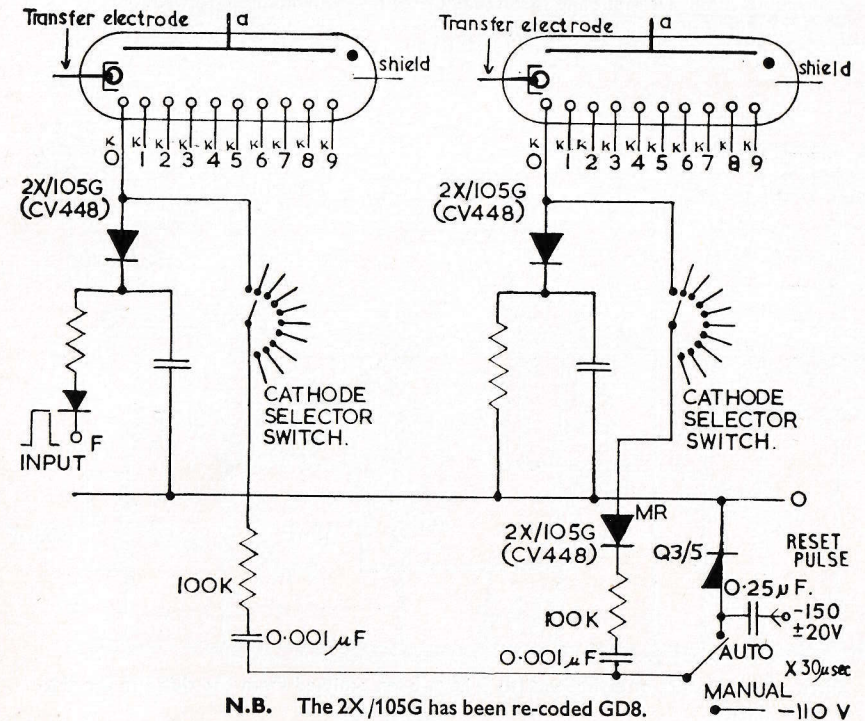 Transfer electrode
a
shield
K K K K K K K K K K
0 1 2 3 4 5 6 7 8 9
2X/105G
(CV448)
CATHODE
SELECTOR
SWITCH.
F
INPUT
100K
0·001µF
Transfer electrode
a
shield
K K K K K K K K K K
0 1 2 3 4 5 6 7 8 9
2X/105G
(CV448)
CATHODE
SELECTOR
SWITCH.
O
MR
2X/105G
(CV448)
Q3/5
RESET
PULSE
0·25µF.
-150
±20V
100K
0·001µF
AUTO
X 30µsec
MANUAL
-110 V
N.B. The 2X/105G has been re-coded GD8.